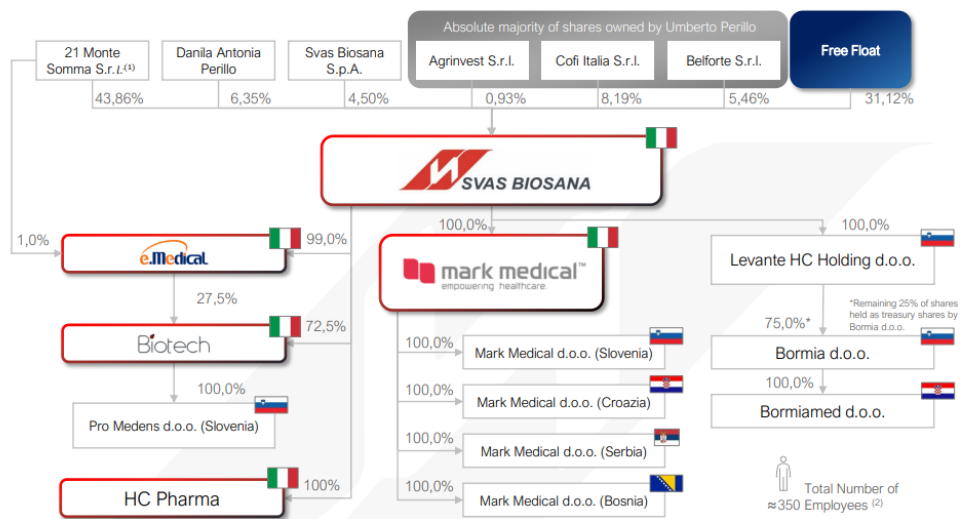 Absolute majority of shares owned by Umberto Perillo
21 Monte
Somma S.r.l.(1)
Danila Antonia
Perillo
Svas Biosana
S.p.A.
Agrinvest S.r.l.
Cofi Italia S.r.l.
Belforte S.r.l.
Free Float
43,86%
6,35%
4,50%
0,93%
8,19%
5,46%
31,12%
SVAS BIOSANA
1,0%
99,0%
100,0%
100,0%
e.Medical
mark medical™
empowering healthcare.
Levante HC Holding d.o.o.
27,5%
*Remaining 25% of shares
held as treasury shares by
Bormia d.o.o.
75,0%*
Biotech
72,5%
100,0%
Mark Medical d.o.o. (Slovenia)
Bormia d.o.o.
100,0%
100,0%
100,0%
Pro Medens d.o.o. (Slovenia)
Mark Medical d.o.o. (Croazia)
Bormiamed d.o.o.
100,0%
Mark Medical d.o.o. (Serbia)
HC Pharma
100%
100,0%
Mark Medical d.o.o. (Bosnia)
Total Number of
≈350 Employees (2)